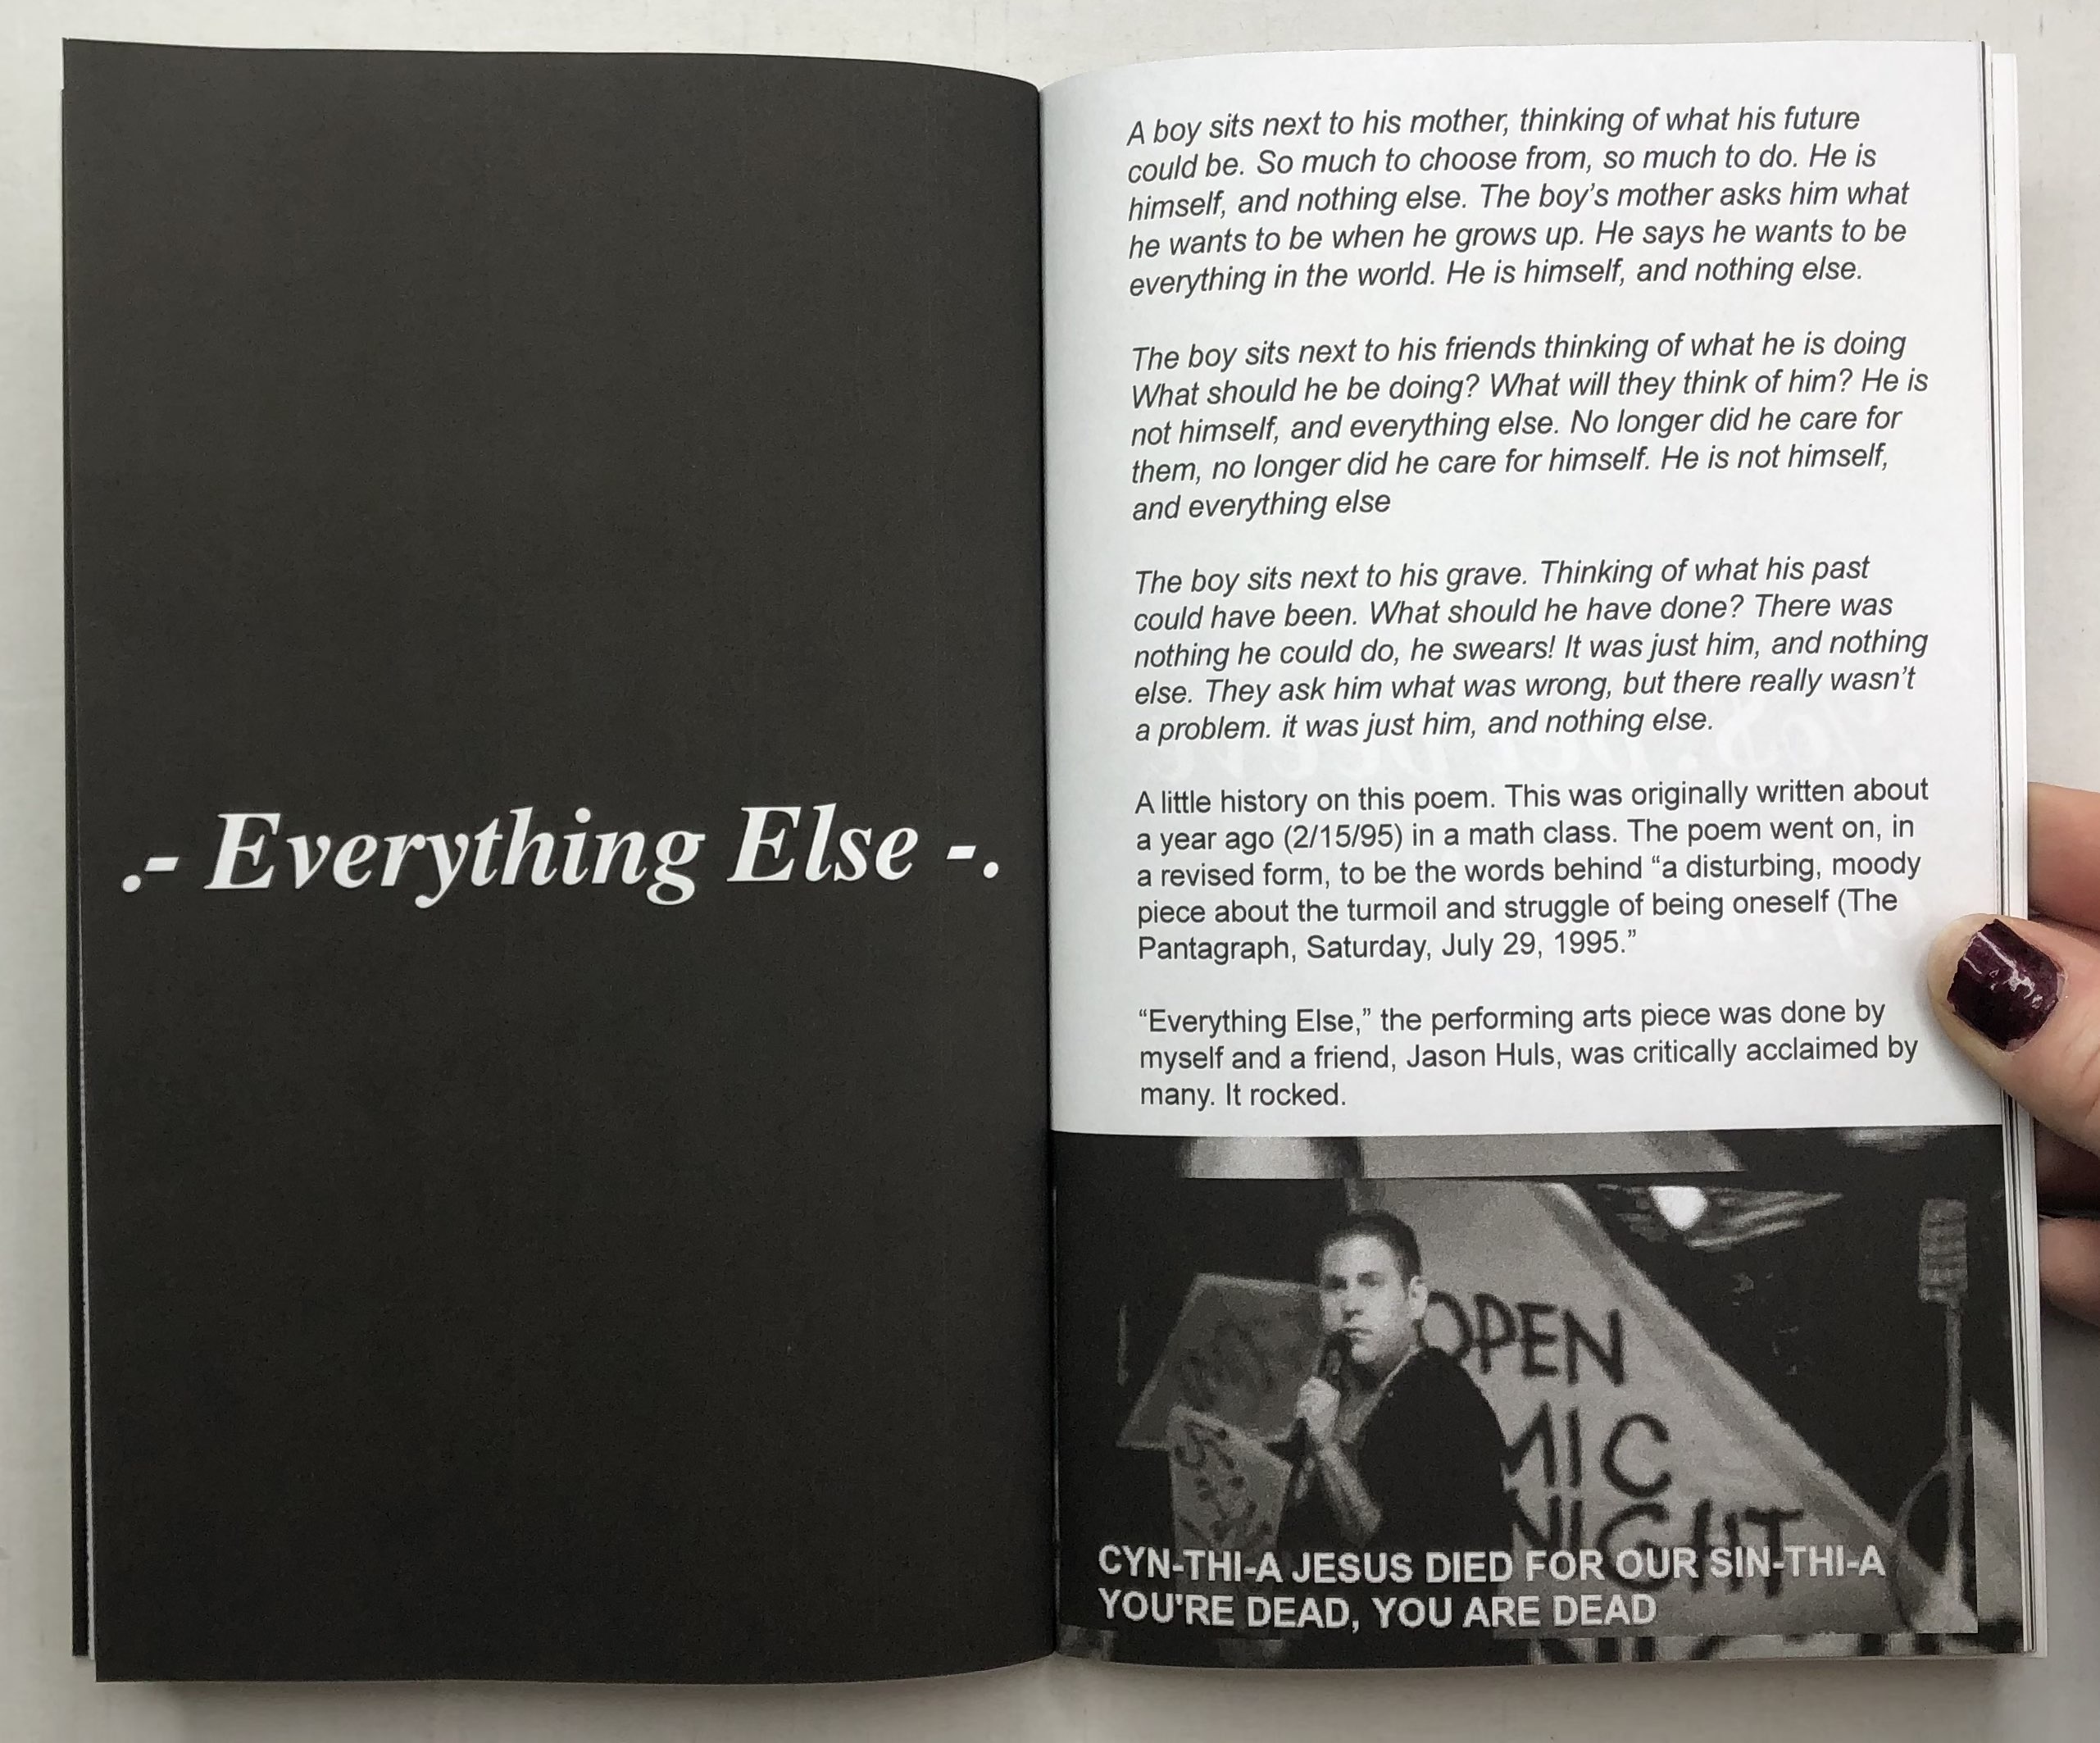 .- Everything Else -.
A boy sits next to his mother, thinking of what his future
could be. So much to choose from, so much to do. He is
himself, and nothing else. The boy's mother asks him what
he wants to be when he grows up. He says he wants to be
everything in the world. He is himself, and nothing else.
The boy sits next to his friends thinking of what he is doing
What should he be doing? What will they think of him? He is
not himself, and everything else. No longer did he care for
them, no longer did he care for himself. He is not himself,
and everything else
The boy sits next to his grave. Thinking of what his past
could have been. What should he have done? There was
nothing he could do, he swears! It was just him, and nothing
else. They ask him what was wrong, but there really wasn't
a problem. it was just him, and nothing else.
A little history on this poem. This was originally written about
a year ago (2/15/95) in a math class. The poem went on, in
a revised form, to be the words behind “a disturbing, moody
piece about the turmoil and struggle of being oneself (The
Pantagraph, Saturday, July 29, 1995.”
“Everything Else,” the performing arts piece was done by
myself and a friend, Jason Huls, was critically acclaimed by
many. It rocked.
OPEN
MIC
NIGHT
CYN-THI-A JESUS DIED FOR OUR SIN-THI-A
YOU'RE DEAD, YOU ARE DEAD